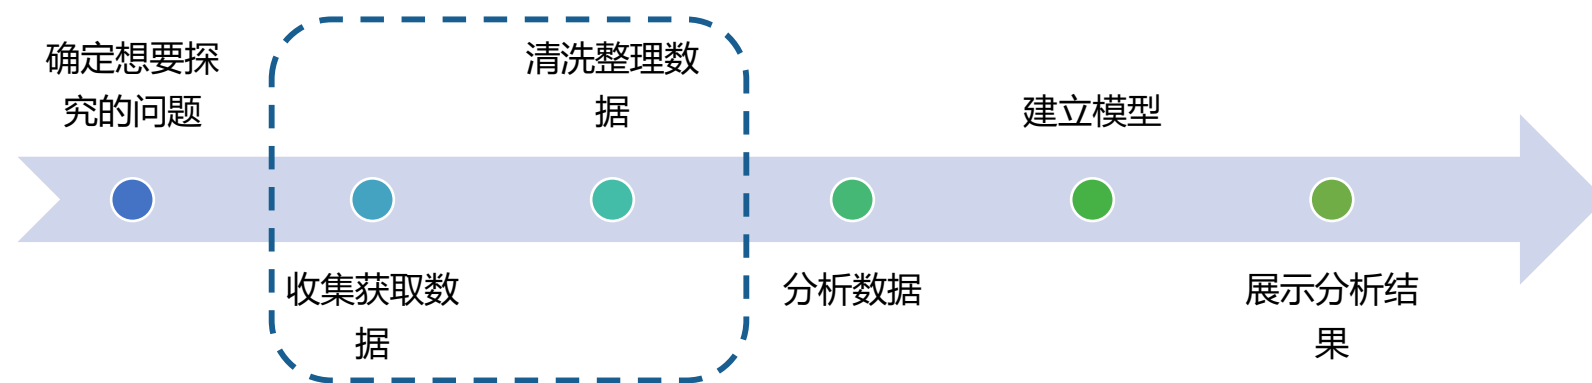 确定想要探
究的问题
收集获取数
据
清洗整理数
据
分析数据
建立模型
展示分析结
果